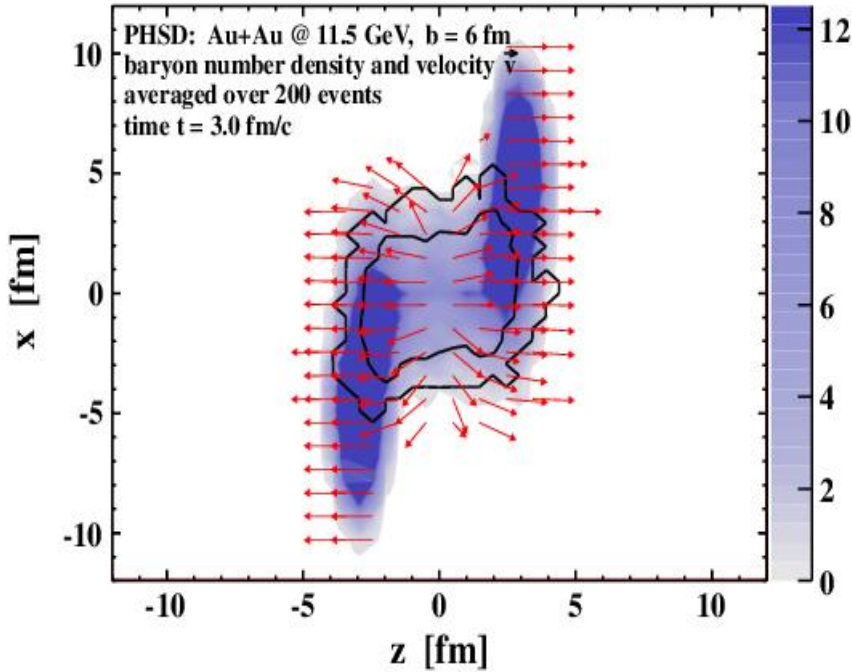 PHSD: Au+Au @ 11.5 GeV, b = 6 fm
baryon number density and velocity v⃗
averaged over 200 events
time t = 3.0 fm/c
10
5
0
-5
-10
x [fm]
-10 -5 0 5 10
z [fm]
12
10
8
6
4
2
0